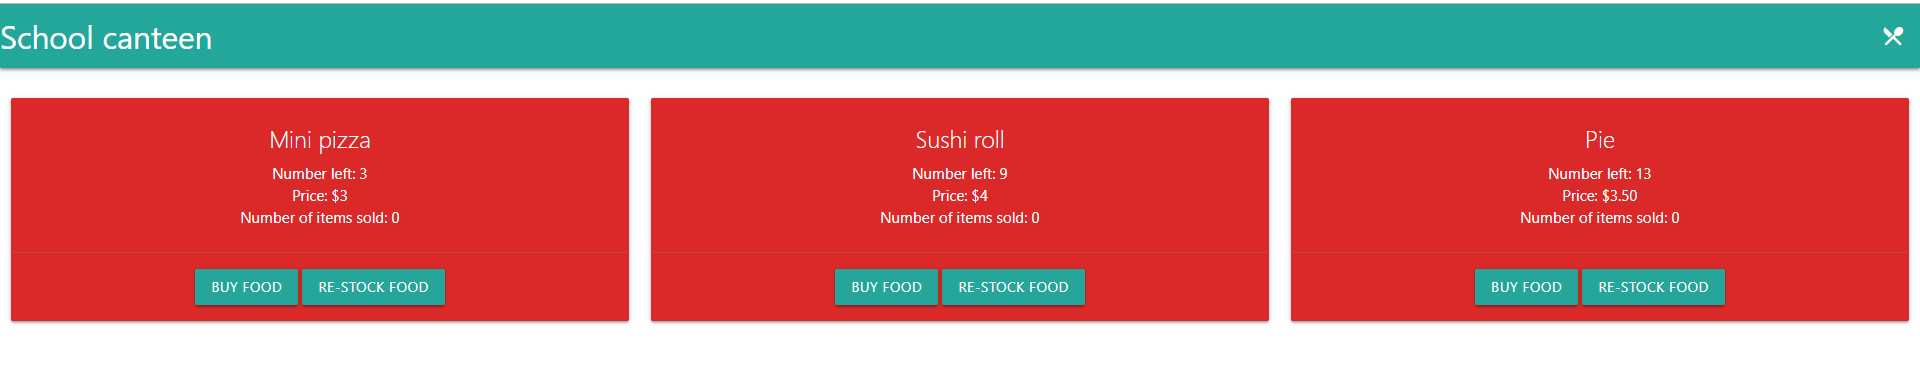 School canteen
Mini pizza
Number left: 3
Price: $3
Number of items sold: 0
BUY FOOD
RE-STOCK FOOD
Sushi roll
Number left: 9
Price: $4
Number of items sold: 0
BUY FOOD
RE-STOCK FOOD
Pie
Number left: 13
Price: $3.50
Number of items sold: 0
BUY FOOD
RE-STOCK FOOD